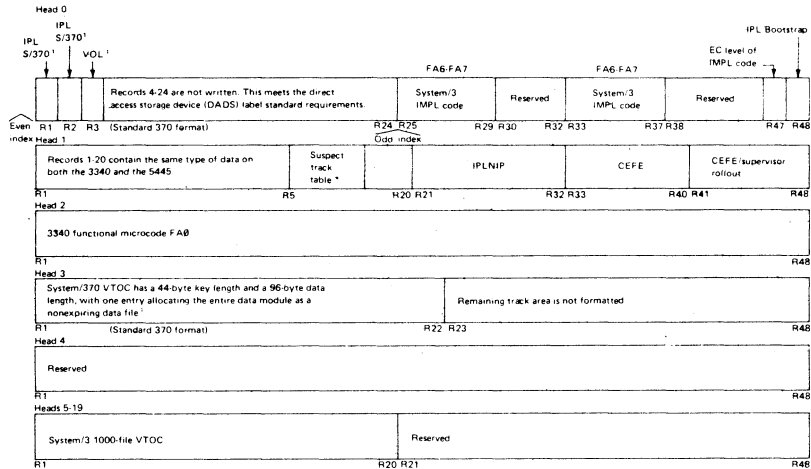 Head 0
IPL S/370¹
IPL S/370¹
VOL¹
IPL Bootstrap
EC level of IMPL code
FA6-FA7
FA6-FA7
Records 4-24 are not written. This meets the direct
access storage device (DADS) label standard requirements.
System/3 IMPL code
Reserved
System/3 IMPL code
Reserved
Even index
R1 R2 R3 (Standard 370 format) R24 R25 R29 R30 R32 R33 R37 R38 R47 R48
Odd index
Head 1
Records 1-20 contain the same type of data on
both the 3340 and the 5445
Suspect track table *
IPLNIP
CEFE
CEFE/supervisor rollout
R1 R5 R20 R21 R32 R33 R40 R41 R48
Head 2
3340 functional microcode FA0
R1 R48
Head 3
System/370 VTOC has a 44-byte key length and a 96-byte data
length, with one entry allocating the entire data module as a
nonexpiring data file¹
Remaining track area is not formatted
R1 (Standard 370 format) R22 R23 R48
Head 4
Reserved
R1 R48
Heads 5-19
System/3 1000-file VTOC
Reserved
R1 R20 R21 R48